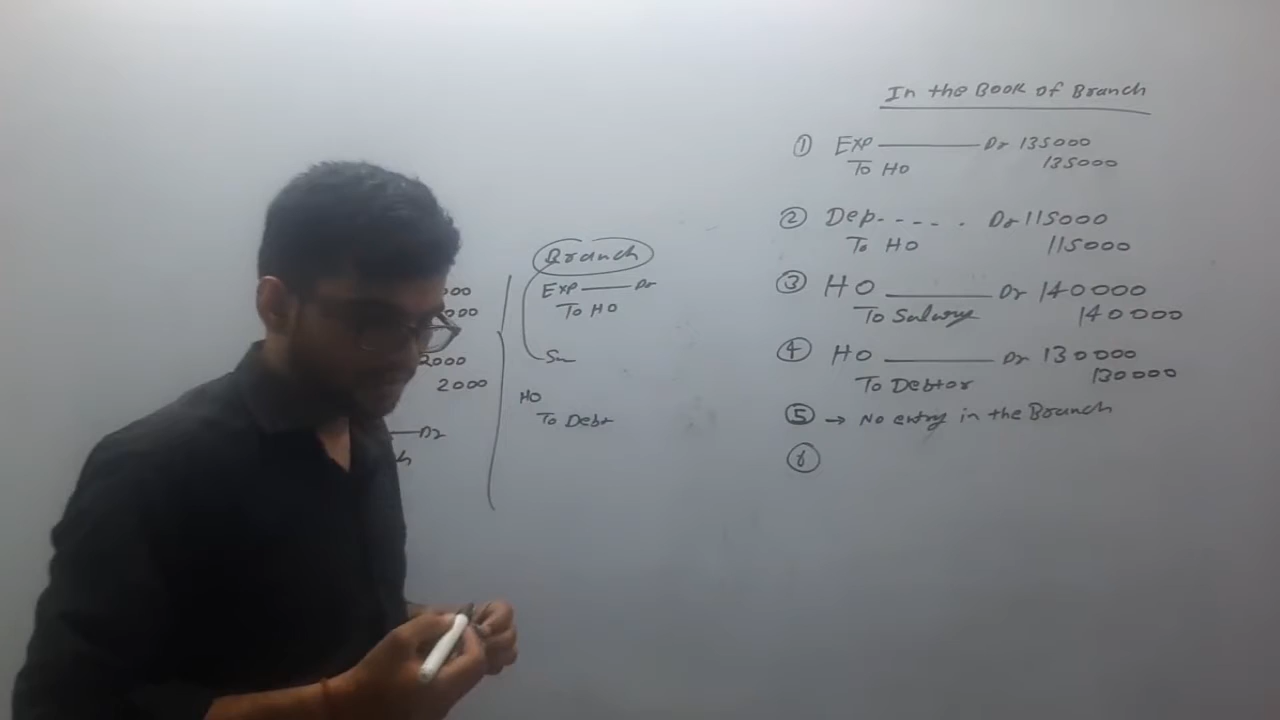 In the Book of Branch
① Exp ——— Dr 135000
To HO 135000
② Dep- - - - . . Dr 115000
To HO 115000
③ HO ——— Dr 140000
To Salary 140000
④ HO ——— Dr 130000
To Debtor 130000
⑤ → No entry in the Branch
⑥
Branch
Exp —— Dr
To HO
HO
To Debt
000
000
2000
2000
— Dr